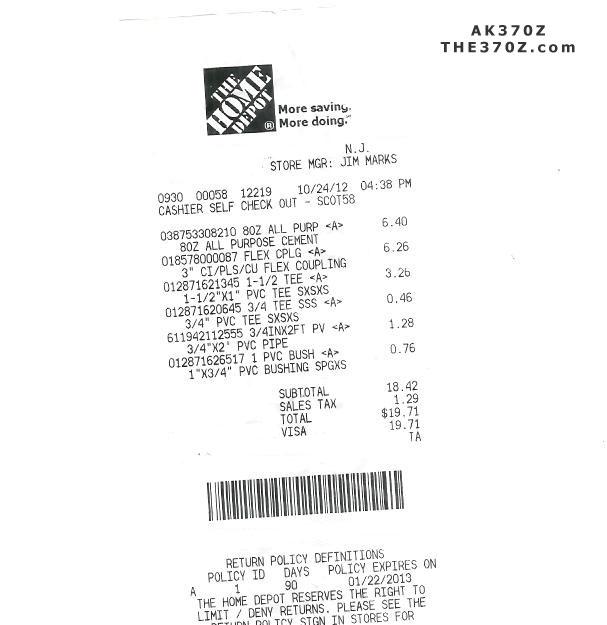 AK370Z
THE370Z.com
THE HOME DEPOT ®
More saving.
More doing.™
N.J.
STORE MGR: JIM MARKS
0930 00058 12219 10/24/12 04:38 PM
CASHIER SELF CHECK OUT - SCOT58
038753308210 8OZ ALL PURP <A> 6.40
8OZ ALL PURPOSE CEMENT
018578000087 FLEX CPLG <A> 6.26
3" CI/PLS/CU FLEX COUPLING
012871621345 1-1/2 TEE <A> 3.26
1-1/2"X1" PVC TEE SXSXS
012871620645 3/4 TEE SSS <A> 0.46
3/4" PVC TEE SXSXS
611942112555 3/4INX2FT PV <A> 1.28
3/4"X2' PVC PIPE
012871626517 1 PVC BUSH <A> 0.76
1"X3/4" PVC BUSHING SPGXS
SUBTOTAL 18.42
SALES TAX 1.29
TOTAL $19.71
VISA 19.71
TA
RETURN POLICY DEFINITIONS
POLICY ID DAYS POLICY EXPIRES ON
A 1 90 01/22/2013
THE HOME DEPOT RESERVES THE RIGHT TO
LIMIT / DENY RETURNS. PLEASE SEE THE
RETURN POLICY SIGN IN STORES FOR